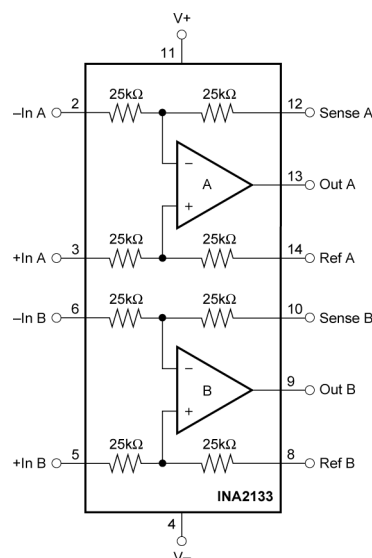 V+
11
25kΩ 25kΩ
–In A 2 12 Sense A
–
A 13 Out A
+
25kΩ 25kΩ
+In A 3 14 Ref A
25kΩ 25kΩ
–In B 6 10 Sense B
–
B 9 Out B
+
25kΩ 25kΩ
+In B 5 8 Ref B
INA2133
4
V–